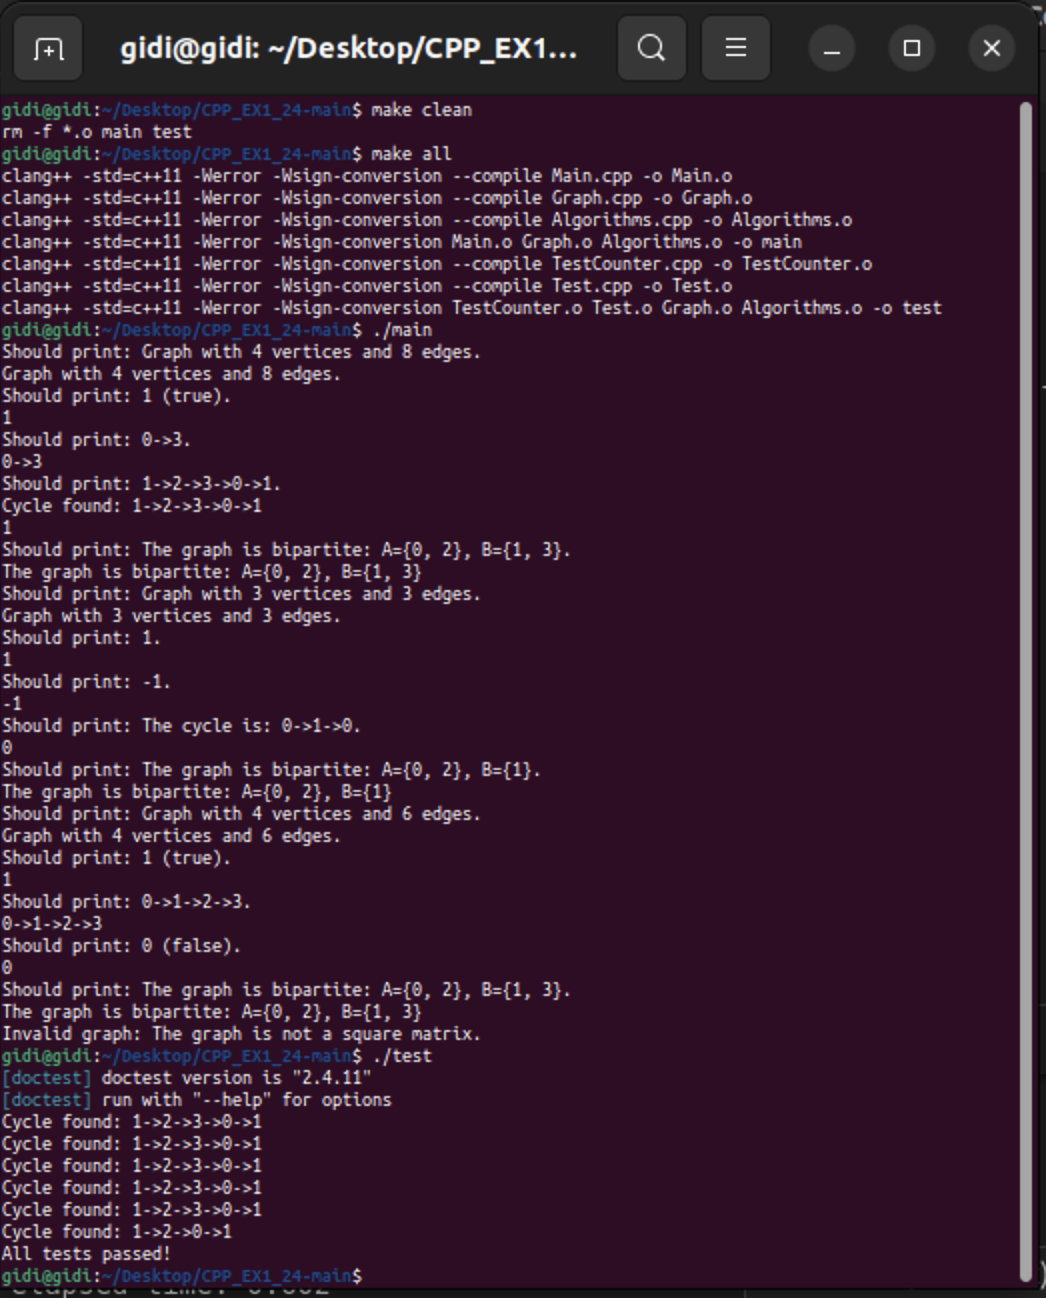 gidi@gidi: ~/Desktop/CPP_EX1...
gidi@gidi:~/Desktop/CPP_EX1_24-main$ make clean
rm -f *.o main test
gidi@gidi:~/Desktop/CPP_EX1_24-main$ make all
clang++ -std=c++11 -Werror -Wsign-conversion --compile Main.cpp -o Main.o
clang++ -std=c++11 -Werror -Wsign-conversion --compile Graph.cpp -o Graph.o
clang++ -std=c++11 -Werror -Wsign-conversion --compile Algorithms.cpp -o Algorithms.o
clang++ -std=c++11 -Werror -Wsign-conversion Main.o Graph.o Algorithms.o -o main
clang++ -std=c++11 -Werror -Wsign-conversion --compile TestCounter.cpp -o TestCounter.o
clang++ -std=c++11 -Werror -Wsign-conversion --compile Test.cpp -o Test.o
clang++ -std=c++11 -Werror -Wsign-conversion TestCounter.o Test.o Graph.o Algorithms.o -o test
gidi@gidi:~/Desktop/CPP_EX1_24-main$ ./main
Should print: Graph with 4 vertices and 8 edges.
Graph with 4 vertices and 8 edges.
Should print: 1 (true).
1
Should print: 0->3.
0->3
Should print: 1->2->3->0->1.
Cycle found: 1->2->3->0->1
1
Should print: The graph is bipartite: A={0, 2}, B={1, 3}.
The graph is bipartite: A={0, 2}, B={1, 3}
Should print: Graph with 3 vertices and 3 edges.
Graph with 3 vertices and 3 edges.
Should print: 1.
1
Should print: -1.
-1
Should print: The cycle is: 0->1->0.
0
Should print: The graph is bipartite: A={0, 2}, B={1}.
The graph is bipartite: A={0, 2}, B={1}
Should print: Graph with 4 vertices and 6 edges.
Graph with 4 vertices and 6 edges.
Should print: 1 (true).
1
Should print: 0->1->2->3.
0->1->2->3
Should print: 0 (false).
0
Should print: The graph is bipartite: A={0, 2}, B={1, 3}.
The graph is bipartite: A={0, 2}, B={1, 3}
Invalid graph: The graph is not a square matrix.
gidi@gidi:~/Desktop/CPP_EX1_24-main$ ./test
[doctest] doctest version is "2.4.11"
[doctest] run with "--help" for options
Cycle found: 1->2->3->0->1
Cycle found: 1->2->3->0->1
Cycle found: 1->2->3->0->1
Cycle found: 1->2->3->0->1
Cycle found: 1->2->3->0->1
Cycle found: 1->2->0->1
All tests passed!
gidi@gidi:~/Desktop/CPP_EX1_24-main$